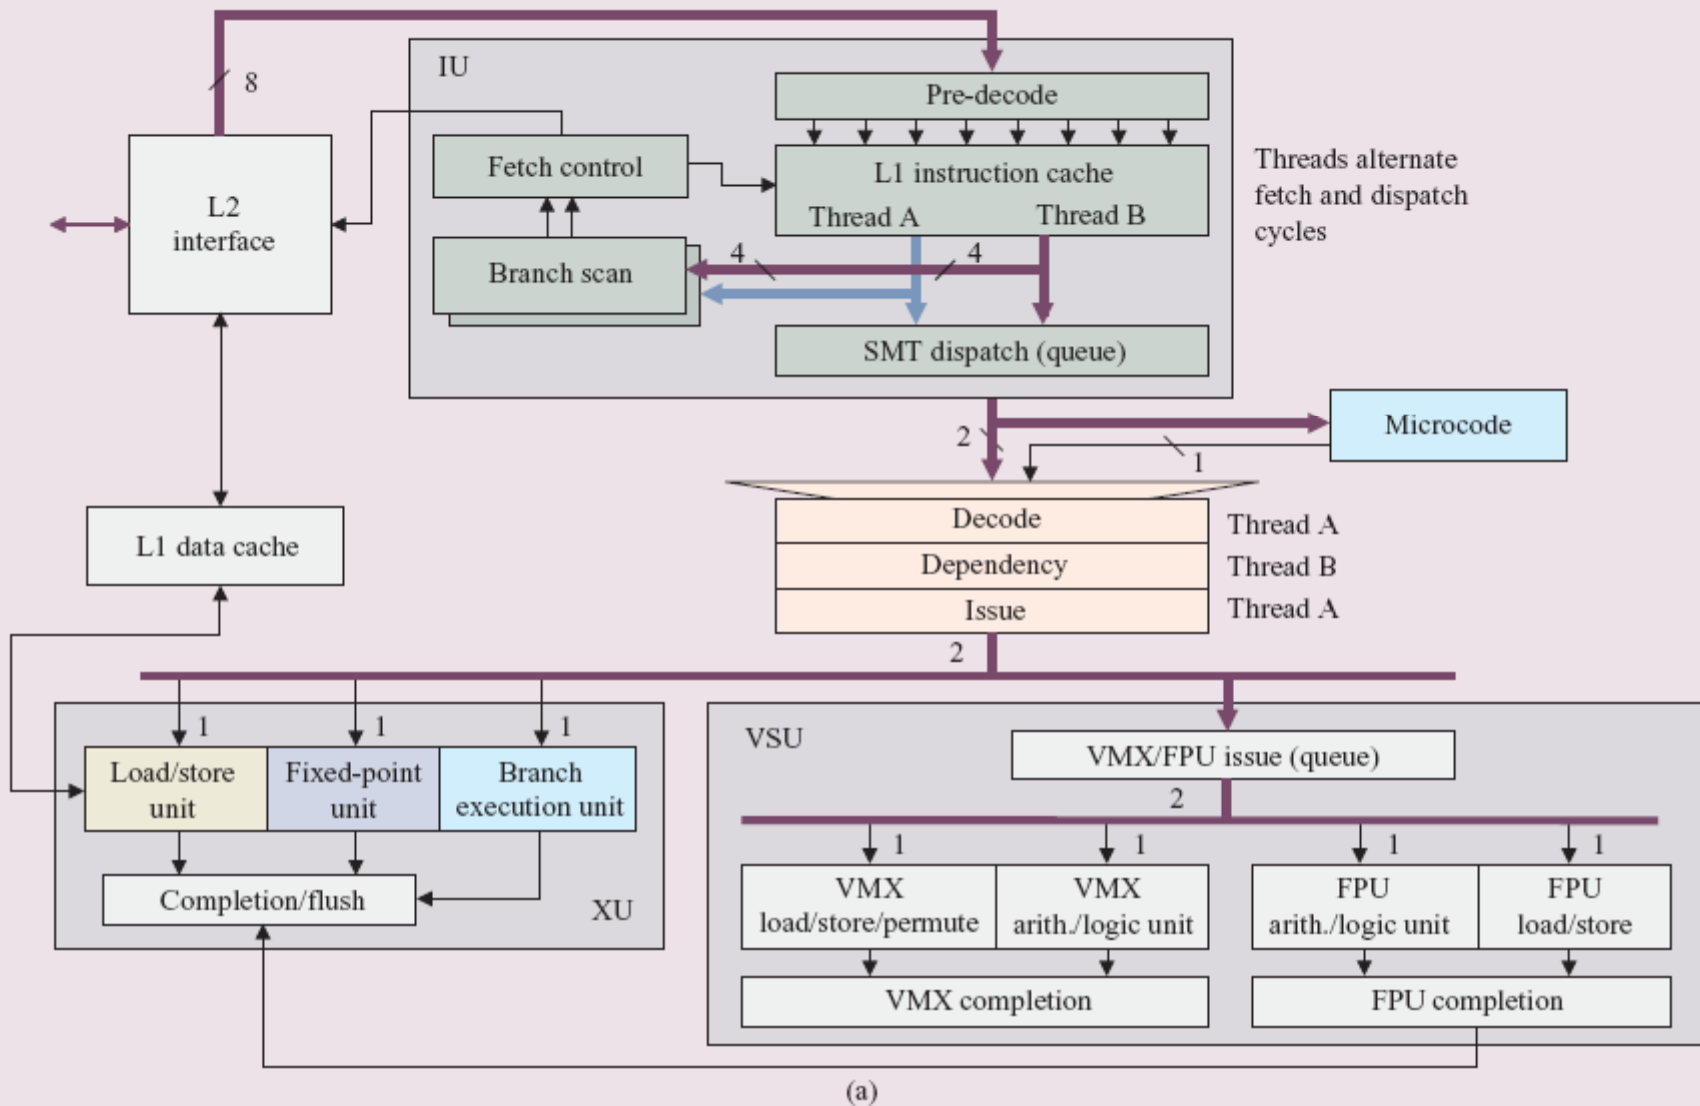 8
IU
Pre-decode
Fetch control
L1 instruction cache
Thread A
Thread B
Threads alternate
fetch and dispatch
cycles
L2
interface
Branch scan
4
4
SMT dispatch (queue)
2
Microcode
1
L1 data cache
Decode
Thread A
Dependency
Thread B
Issue
Thread A
2
1
1
1
Load/store
unit
Fixed-point
unit
Branch
execution unit
Completion/flush
XU
VSU
VMX/FPU issue (queue)
2
1
1
1
1
VMX
load/store/permute
VMX
arith./logic unit
FPU
arith./logic unit
FPU
load/store
VMX completion
FPU completion
(a)